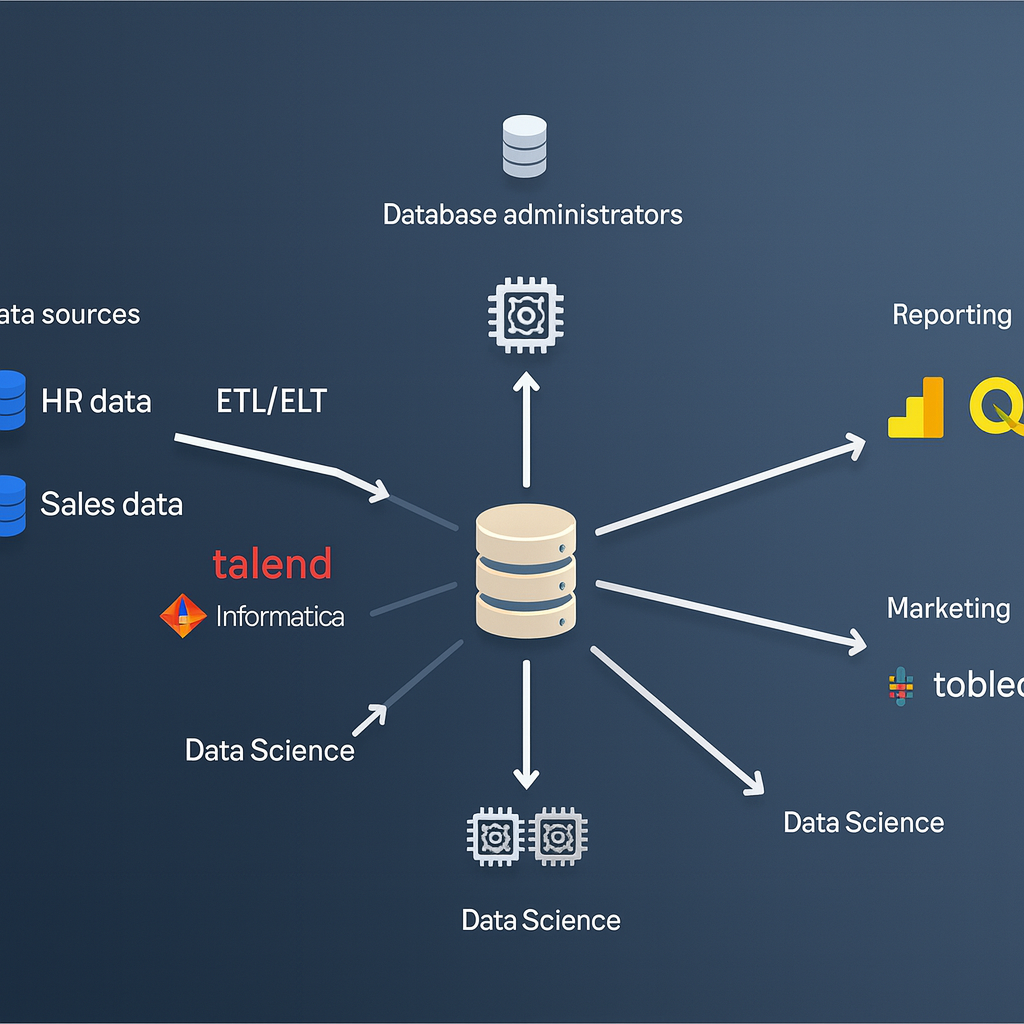 Database administrators
ata sources
Reporting
HR data
ETL/ELT
Sales data
talend
Informatica
Marketing
toblec
Data Science
Data Science
Data Science